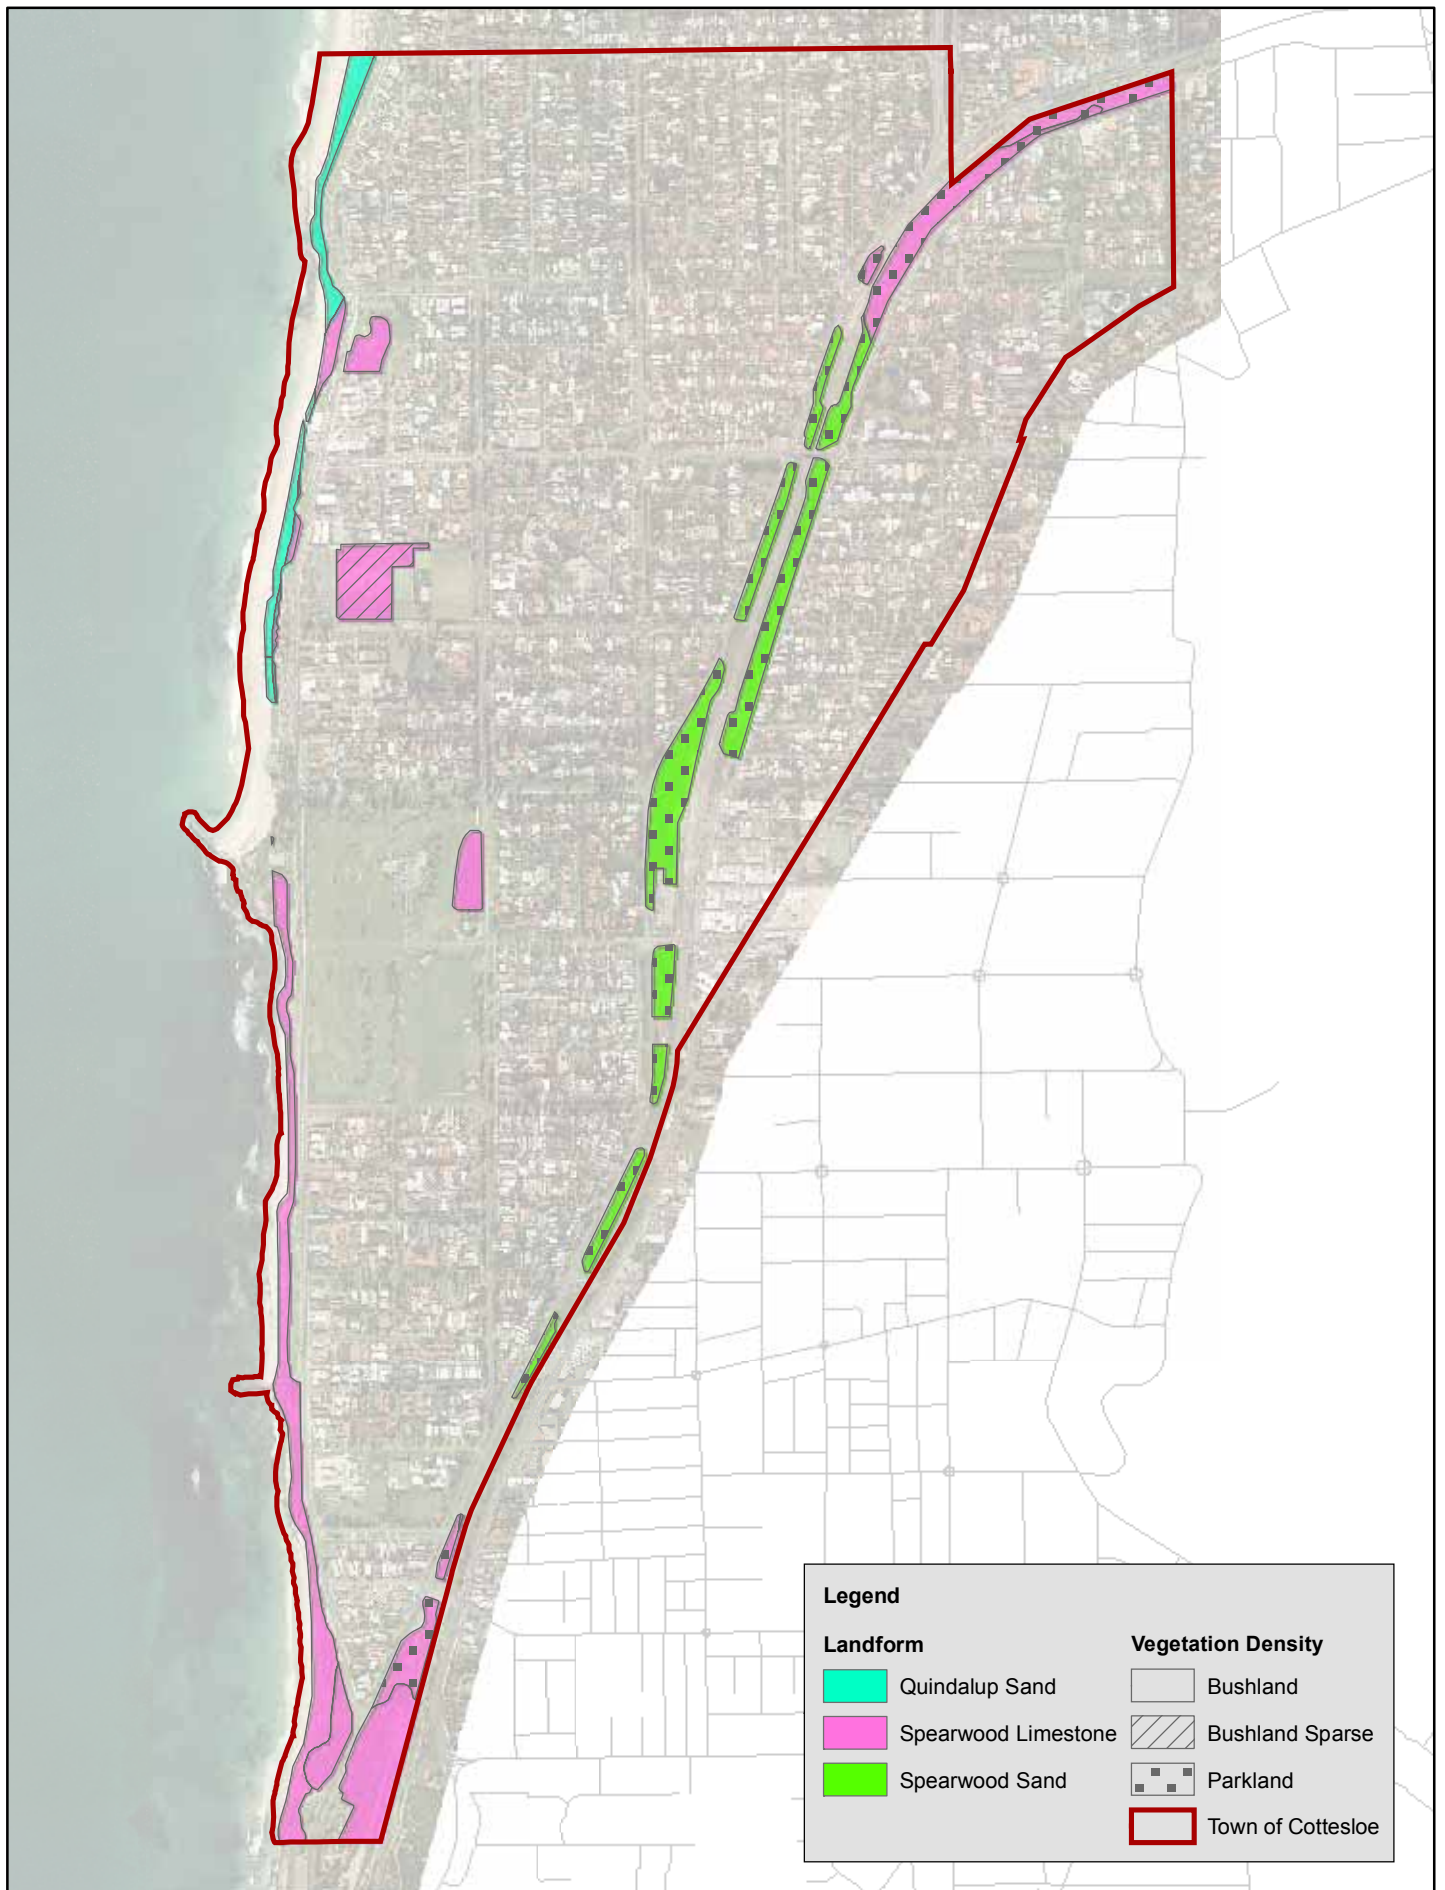 Legend
Landform
Quindalup Sand
Spearwood Limestone
Spearwood Sand
Vegetation Density
Bushland
Bushland Sparse
Parkland
Town of Cottesloe